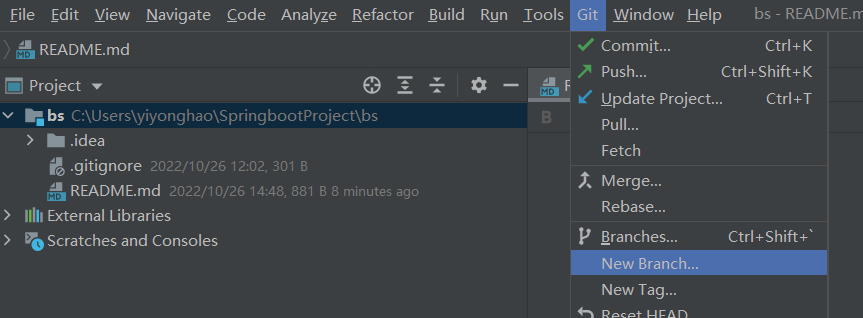 File Edit View Navigate Code Analyze Refactor Build Run Tools Git Window Help bs - README.m
README.md
Project
bs C:\Users\yiyonghao\SpringbootProject\bs
.idea
.gitignore 2022/10/26 12:02, 301 B
README.md 2022/10/26 14:48, 881 B 8 minutes ago
External Libraries
Scratches and Consoles
R
B
Commit... Ctrl+K
Push... Ctrl+Shift+K
Update Project... Ctrl+T
Pull...
Fetch
Merge...
Rebase...
Branches... Ctrl+Shift+`
New Branch...
New Tag...
Reset HEAD